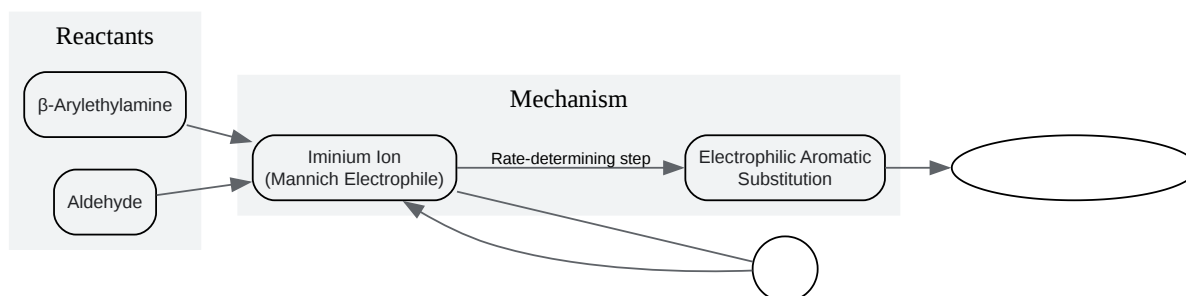 Reactants
β-Arylethylamine
Aldehyde
Mechanism
Iminium Ion
(Mannich Electrophile)
Rate-determining step
Electrophilic Aromatic
Substitution